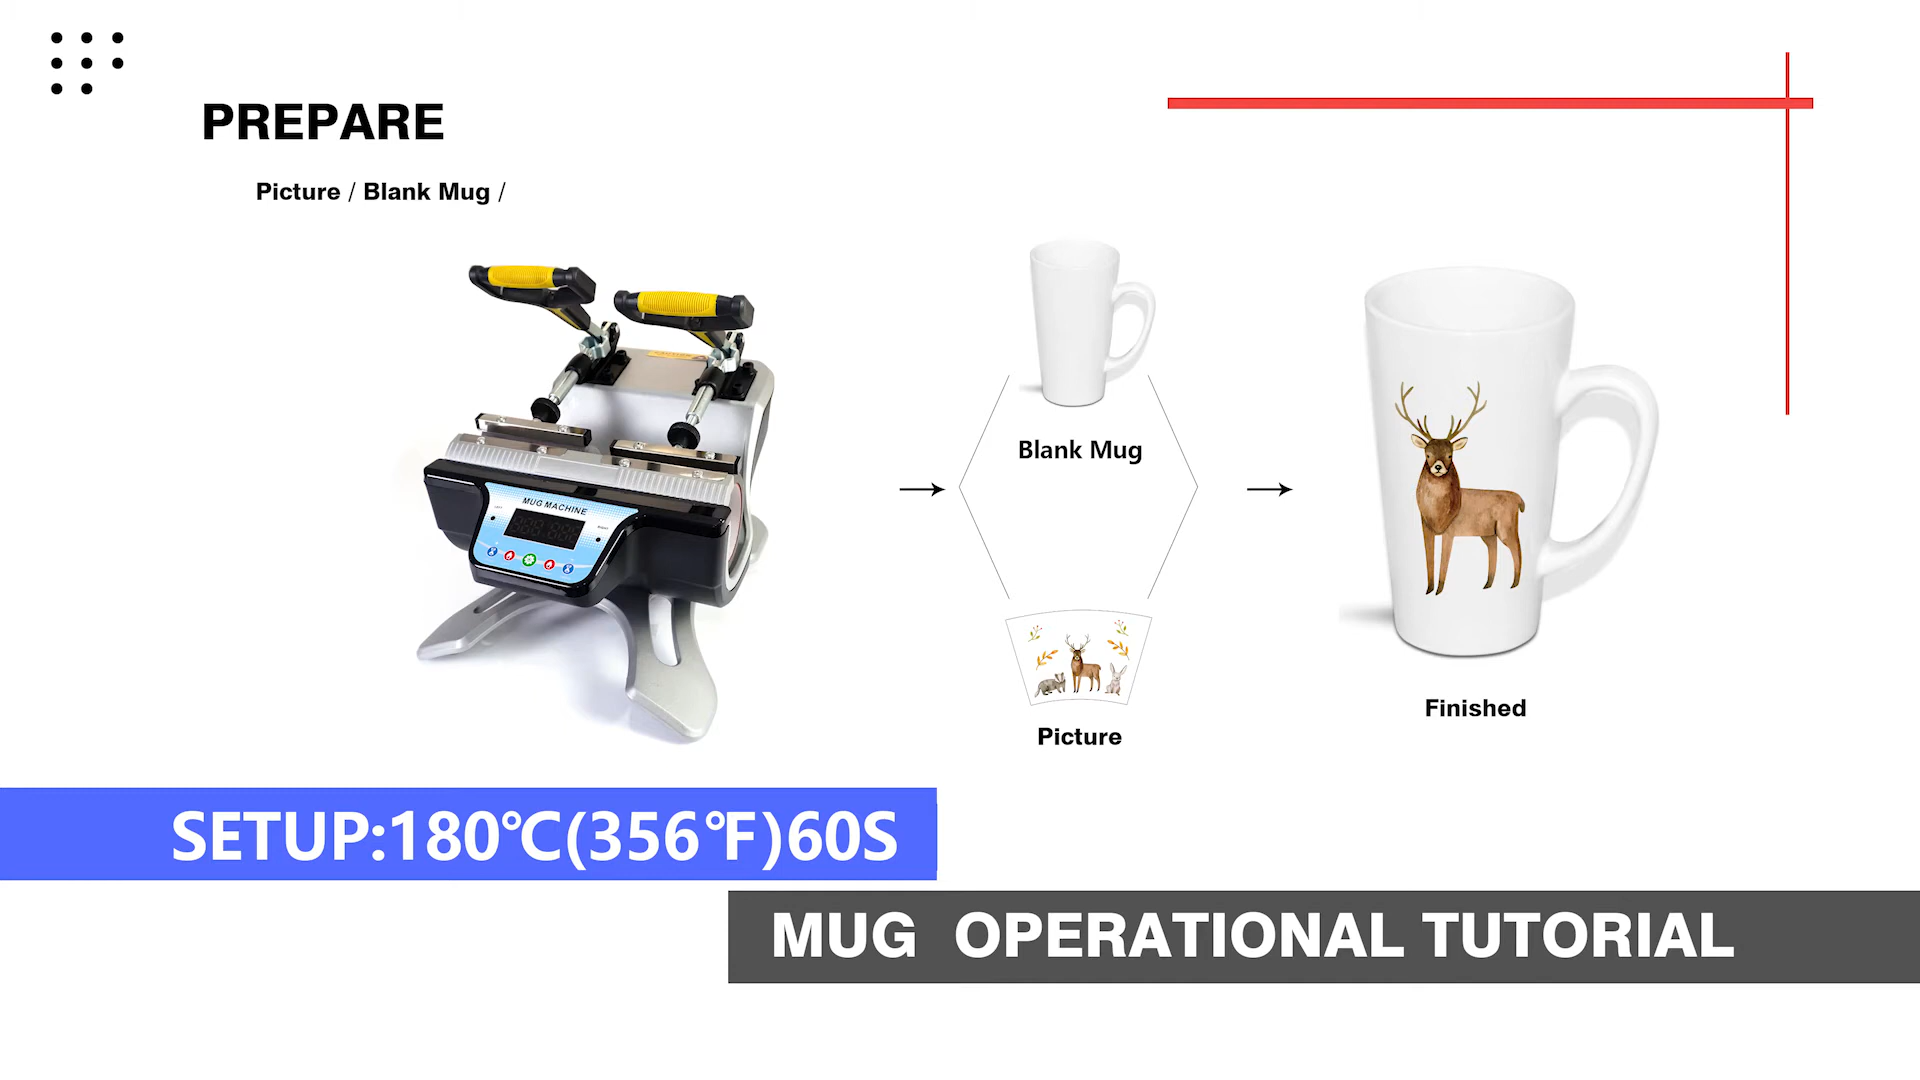 PREPARE
Picture / Blank Mug /
MUG MACHINE
Blank Mug
Picture
Finished
SETUP:180℃(356℉)60S
MUG OPERATIONAL TUTORIAL